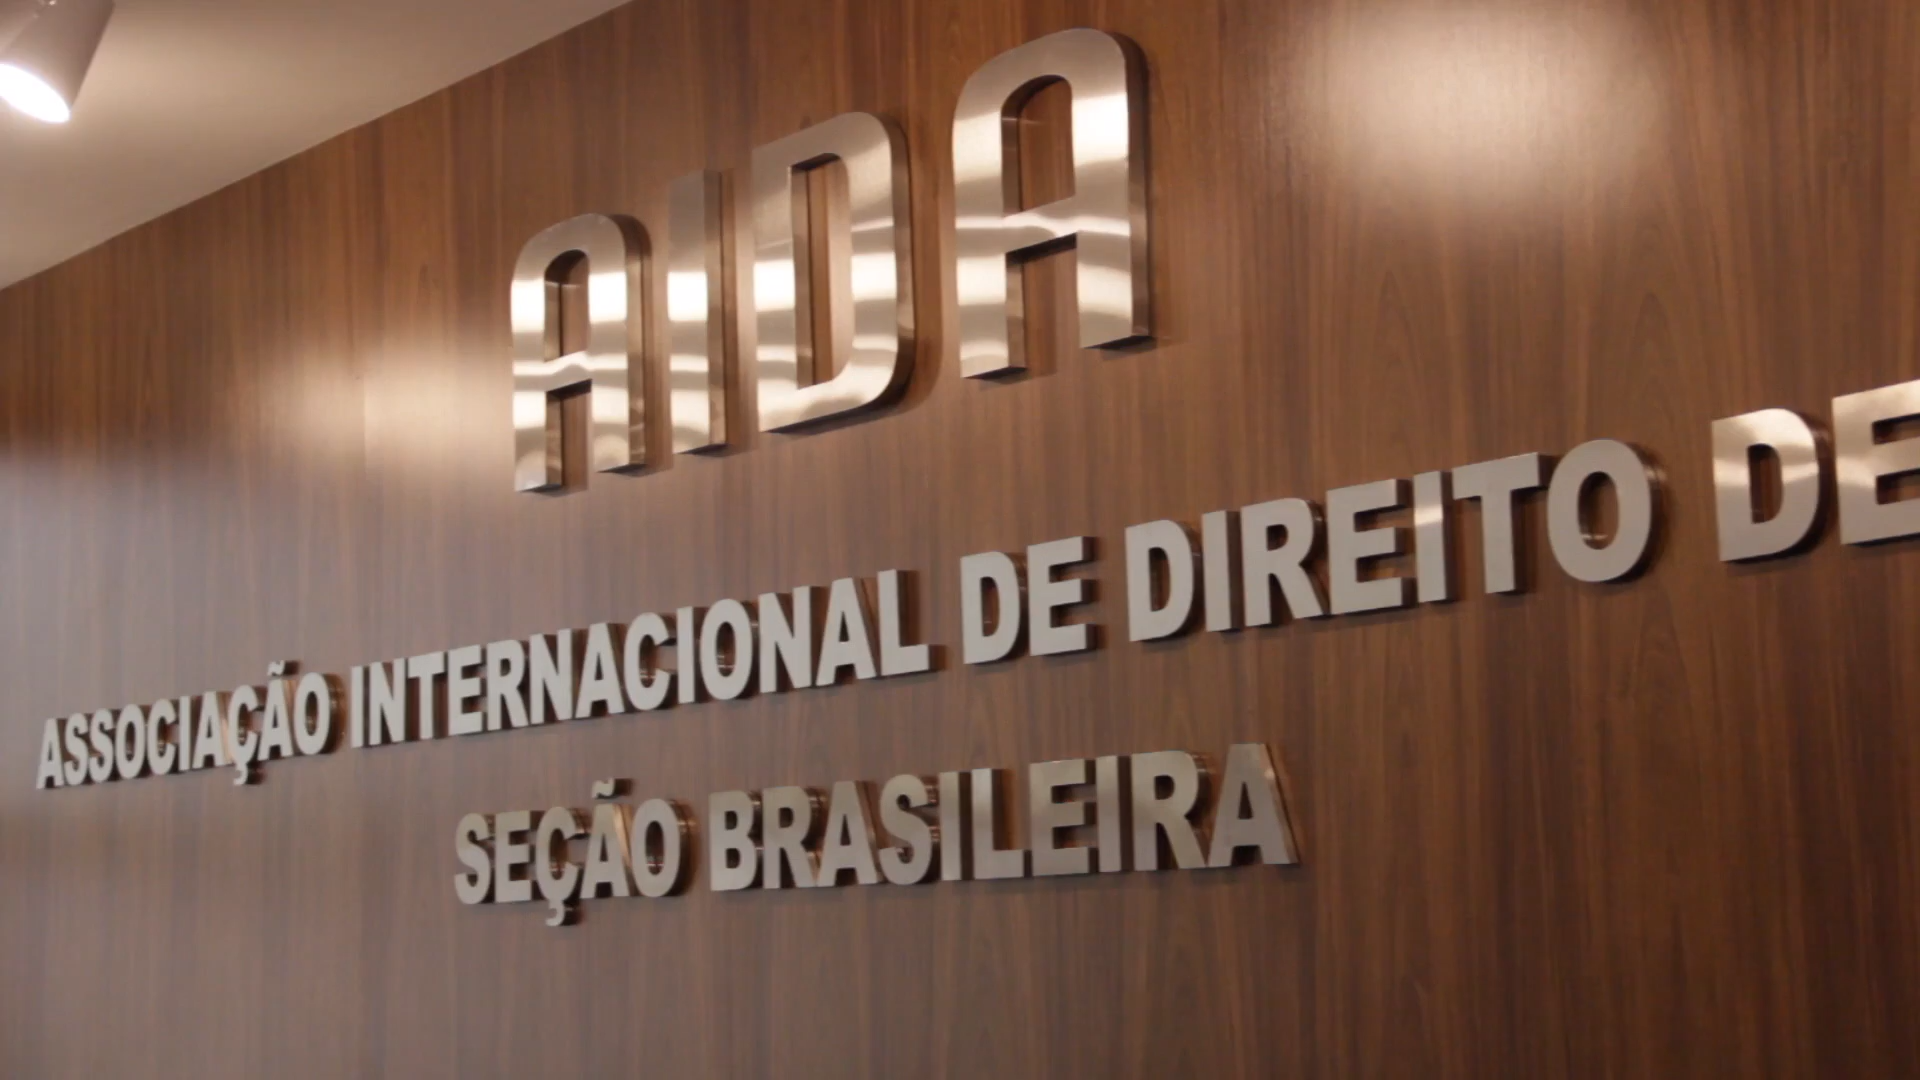 AIDA
ASSOCIAÇÃO INTERNACIONAL DE DIREITO DE
SEÇÃO BRASILEIRA